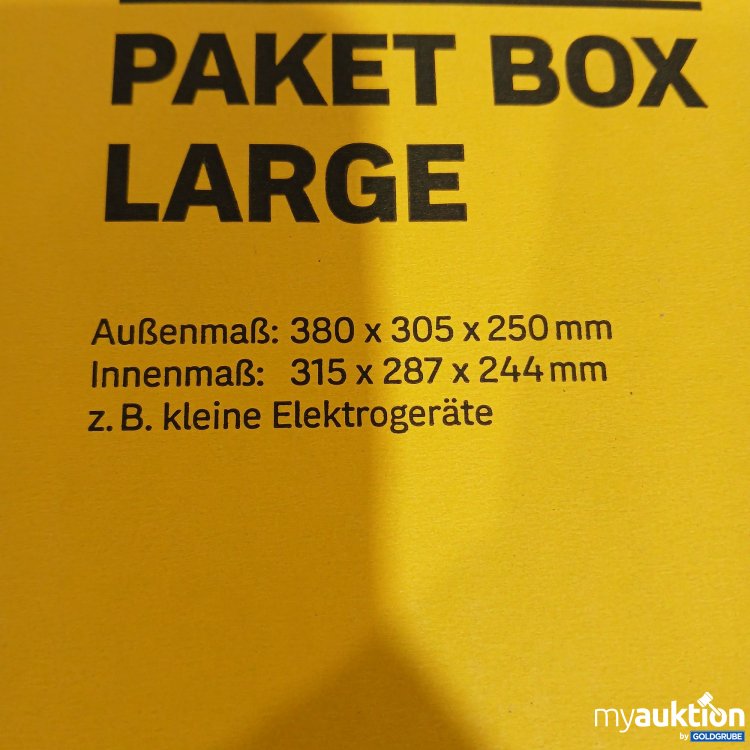 PAKET BOX
LARGE
Außenmaß: 380 x 305 x 250 mm
Innenmaß: 315 x 287 x 244 mm
z. B. kleine Elektrogeräte
myauktion
by GOLDGRUBE